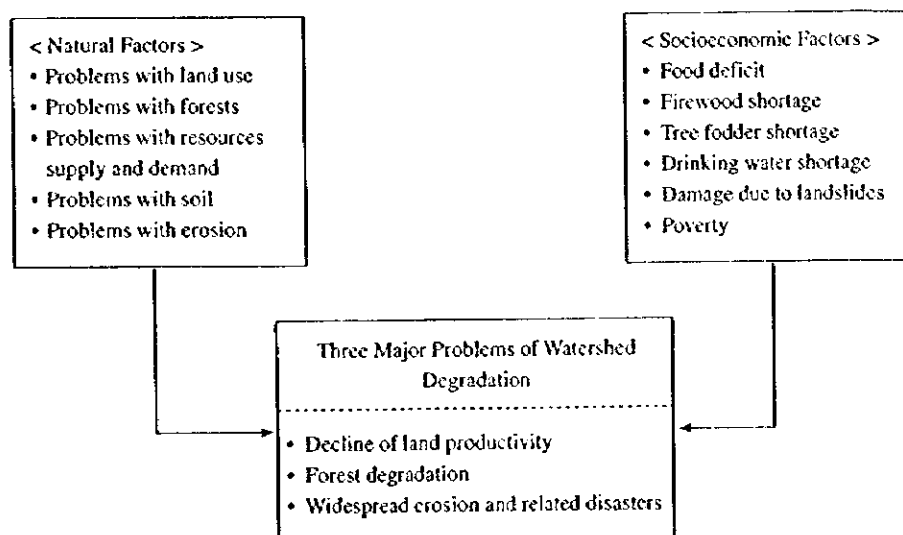 < Natural Factors >
• Problems with land use
• Problems with forests
• Problems with resources
supply and demand
• Problems with soil
• Problems with erosion
< Socioeconomic Factors >
• Food deficit
• Firewood shortage
• Tree fodder shortage
• Drinking water shortage
• Damage due to landslides
• Poverty
Three Major Problems of Watershed
Degradation
• Decline of land productivity
• Forest degradation
• Widespread erosion and related disasters